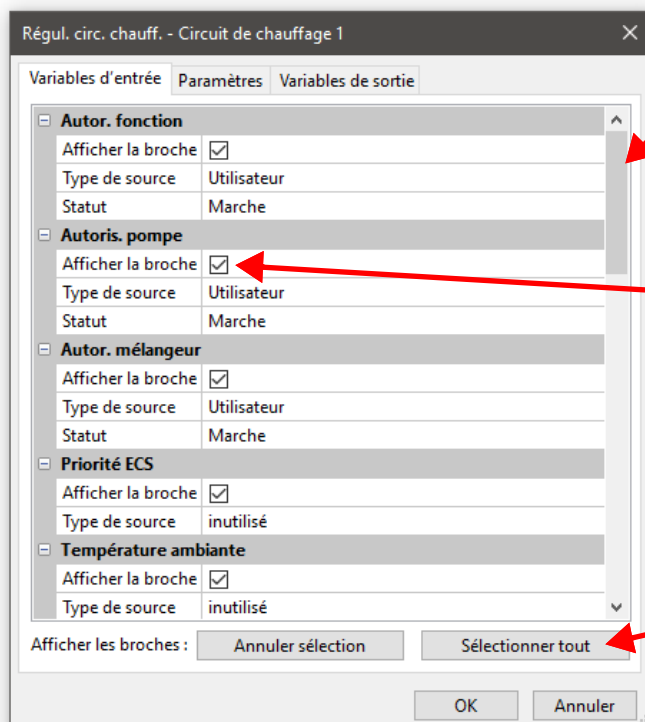 Régul. circ. chauff. - Circuit de chauffage 1
Variables d'entrée Paramètres Variables de sortie
Autor. fonction
Afficher la broche
Type de source Utilisateur
Statut Marche
Autoris. pompe
Afficher la broche
Type de source Utilisateur
Statut Marche
Autor. mélangeur
Afficher la broche
Type de source Utilisateur
Statut Marche
Priorité ECS
Afficher la broche
Type de source inutilisé
Température ambiante
Afficher la broche
Type de source inutilisé
Afficher les broches : Annuler sélection Sélectionner tout
OK Annuler